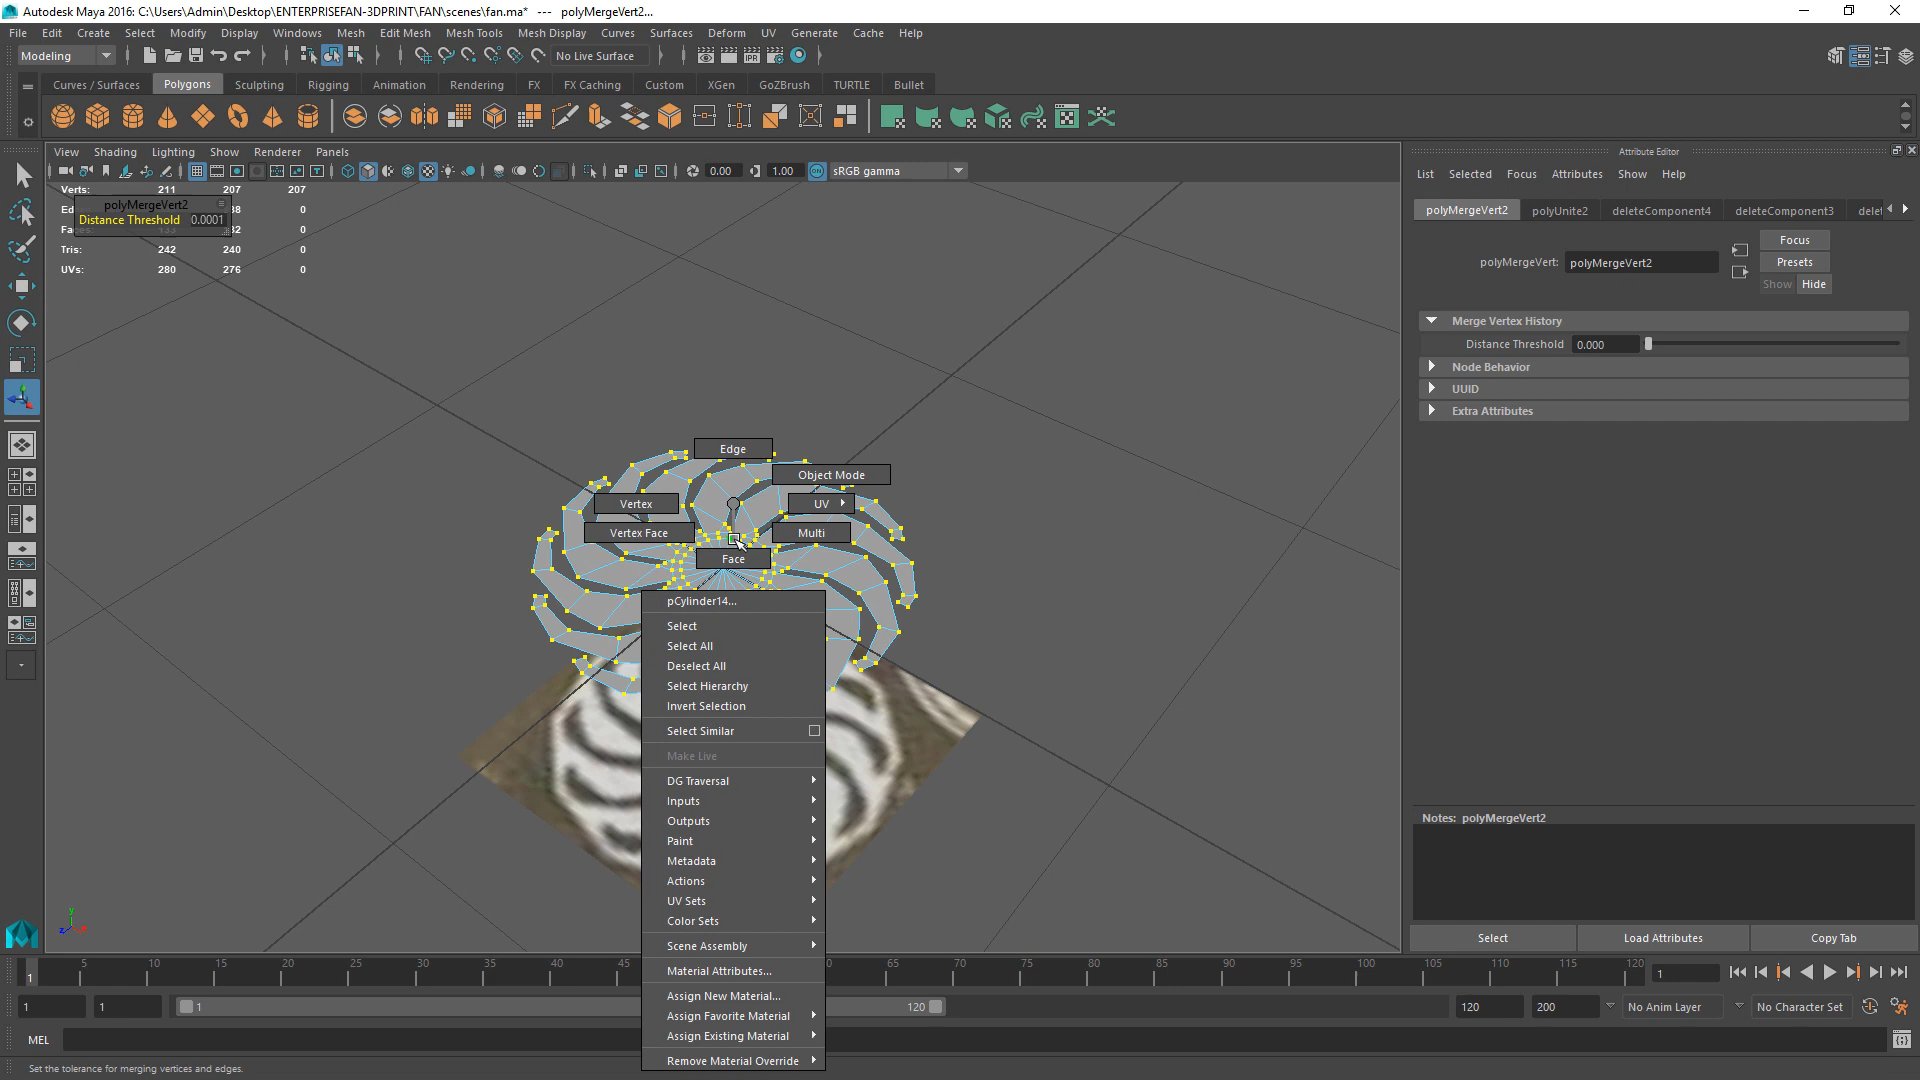 Autodesk Maya 2016: C:\Users\Admin\Desktop\ENTERPRISEFAN-3DPRINT\FAN\scenes\fan.ma* --- polyMergeVert2...
File Edit Create Select Modify Display Windows Mesh Edit Mesh Mesh Tools Mesh Display Curves Surfaces Deform UV Generate Cache Help
Modeling No Live Surface
Curves / Surfaces Polygons Sculpting Rigging Animation Rendering FX FX Caching Custom XGen GoZBrush TURTLE Bullet
View Shading Lighting Show Renderer Panels
0.00 1.00 ON sRGB gamma
Verts: 211 207 207
polyMergeVert2
Distance Threshold 0.0001
0
0
Tris: 242 240 0
UVs: 280 276 0
Edge
Object Mode
Vertex UV
Vertex Face Multi
Face
pCylinder14...
Select
Select All
Deselect All
Select Hierarchy
Invert Selection
Select Similar
Make Live
DG Traversal
Inputs
Outputs
Paint
Metadata
Actions
UV Sets
Color Sets
Scene Assembly
Material Attributes...
Assign New Material...
Assign Favorite Material
Assign Existing Material
Remove Material Override
Attribute Editor
List Selected Focus Attributes Show Help
polyMergeVert2 polyUnite2 deleteComponent4 deleteComponent3 delet
Focus
polyMergeVert: polyMergeVert2 Presets
Show Hide
Merge Vertex History
Distance Threshold 0.000
Node Behavior
UUID
Extra Attributes
Notes: polyMergeVert2
Select Load Attributes Copy Tab
y
z x
1 5 10 15 20 25 30 35 40 45 65 70 75 80 85 90 95 100 105 110 115 120 1
1 1 1 120 120 200 No Anim Layer No Character Set
MEL
Set the tolerance for merging vertices and edges.